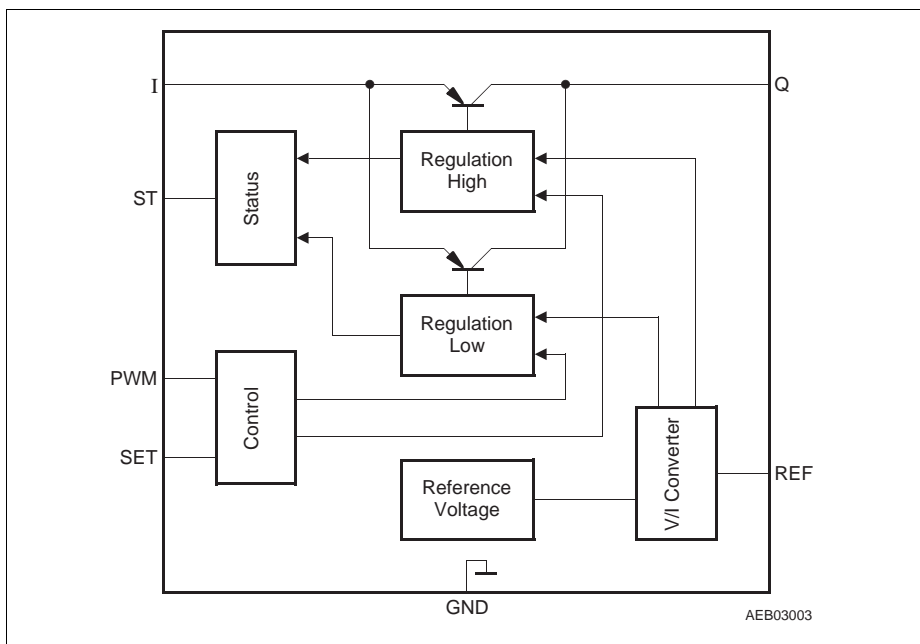 I
Q
Regulation
High
Status
ST
Regulation
Low
PWM
Control
SET
Reference
Voltage
V/I Converter
REF
GND
AEB03003